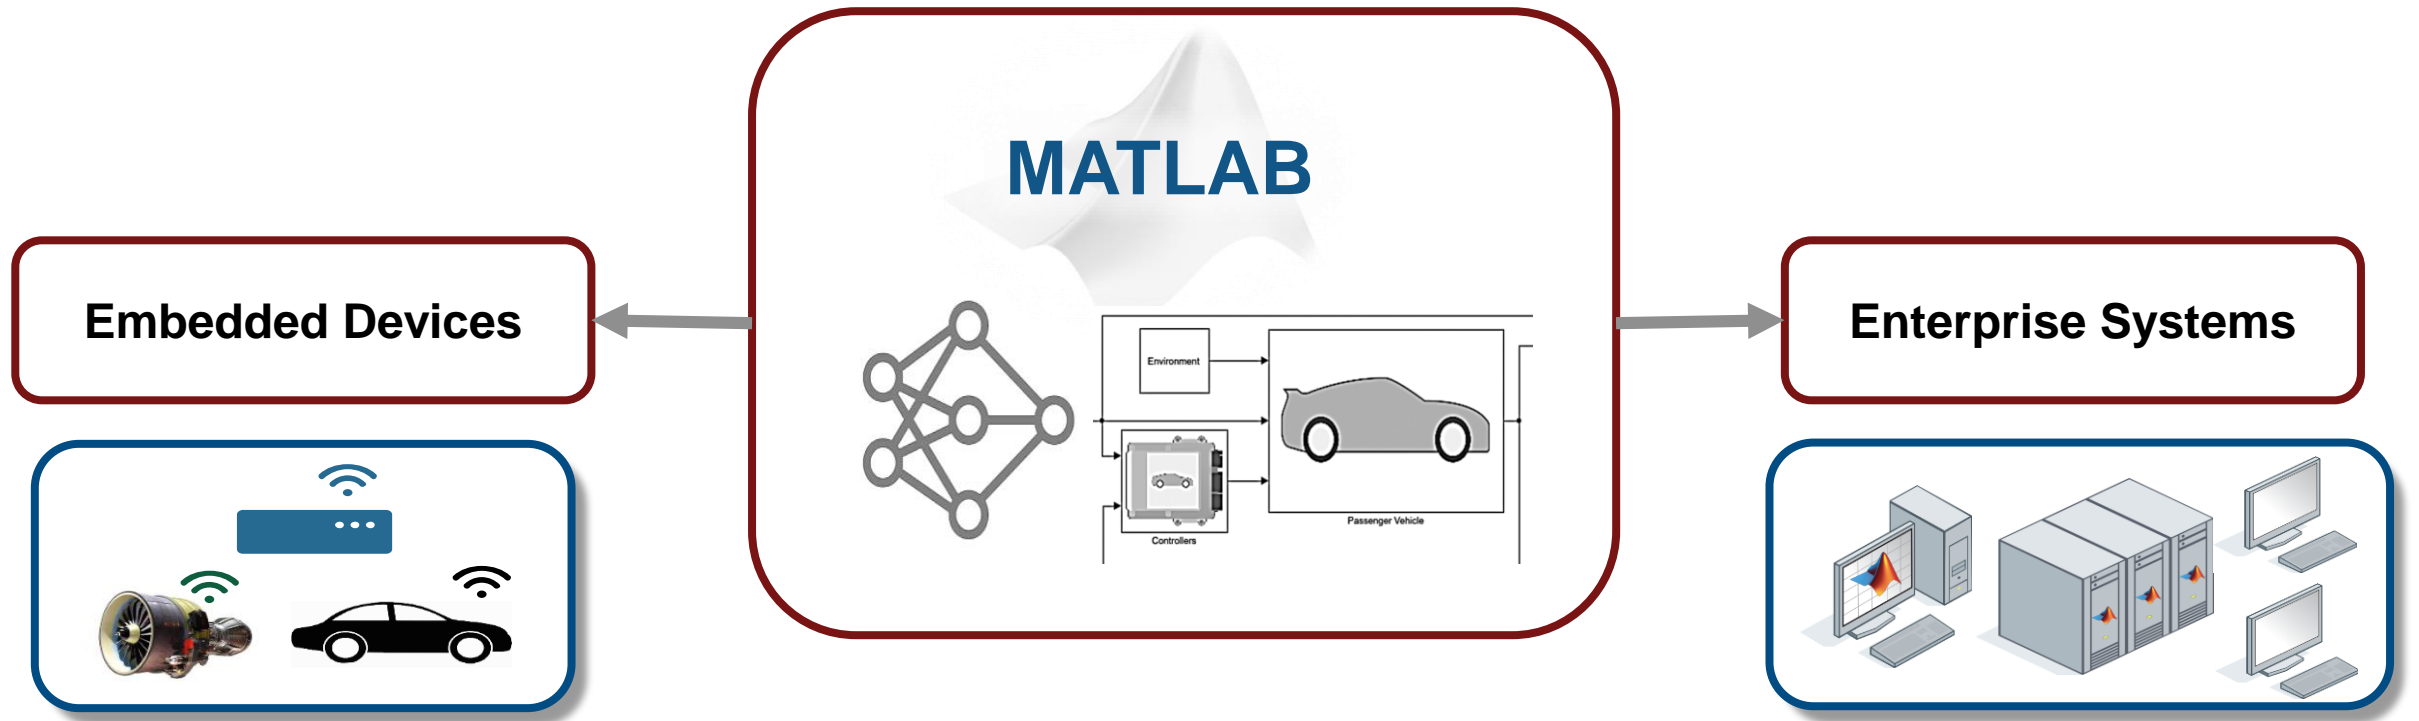 MATLAB
Embedded Devices
Enterprise Systems
Environment
Passenger Vehicle
Controllers